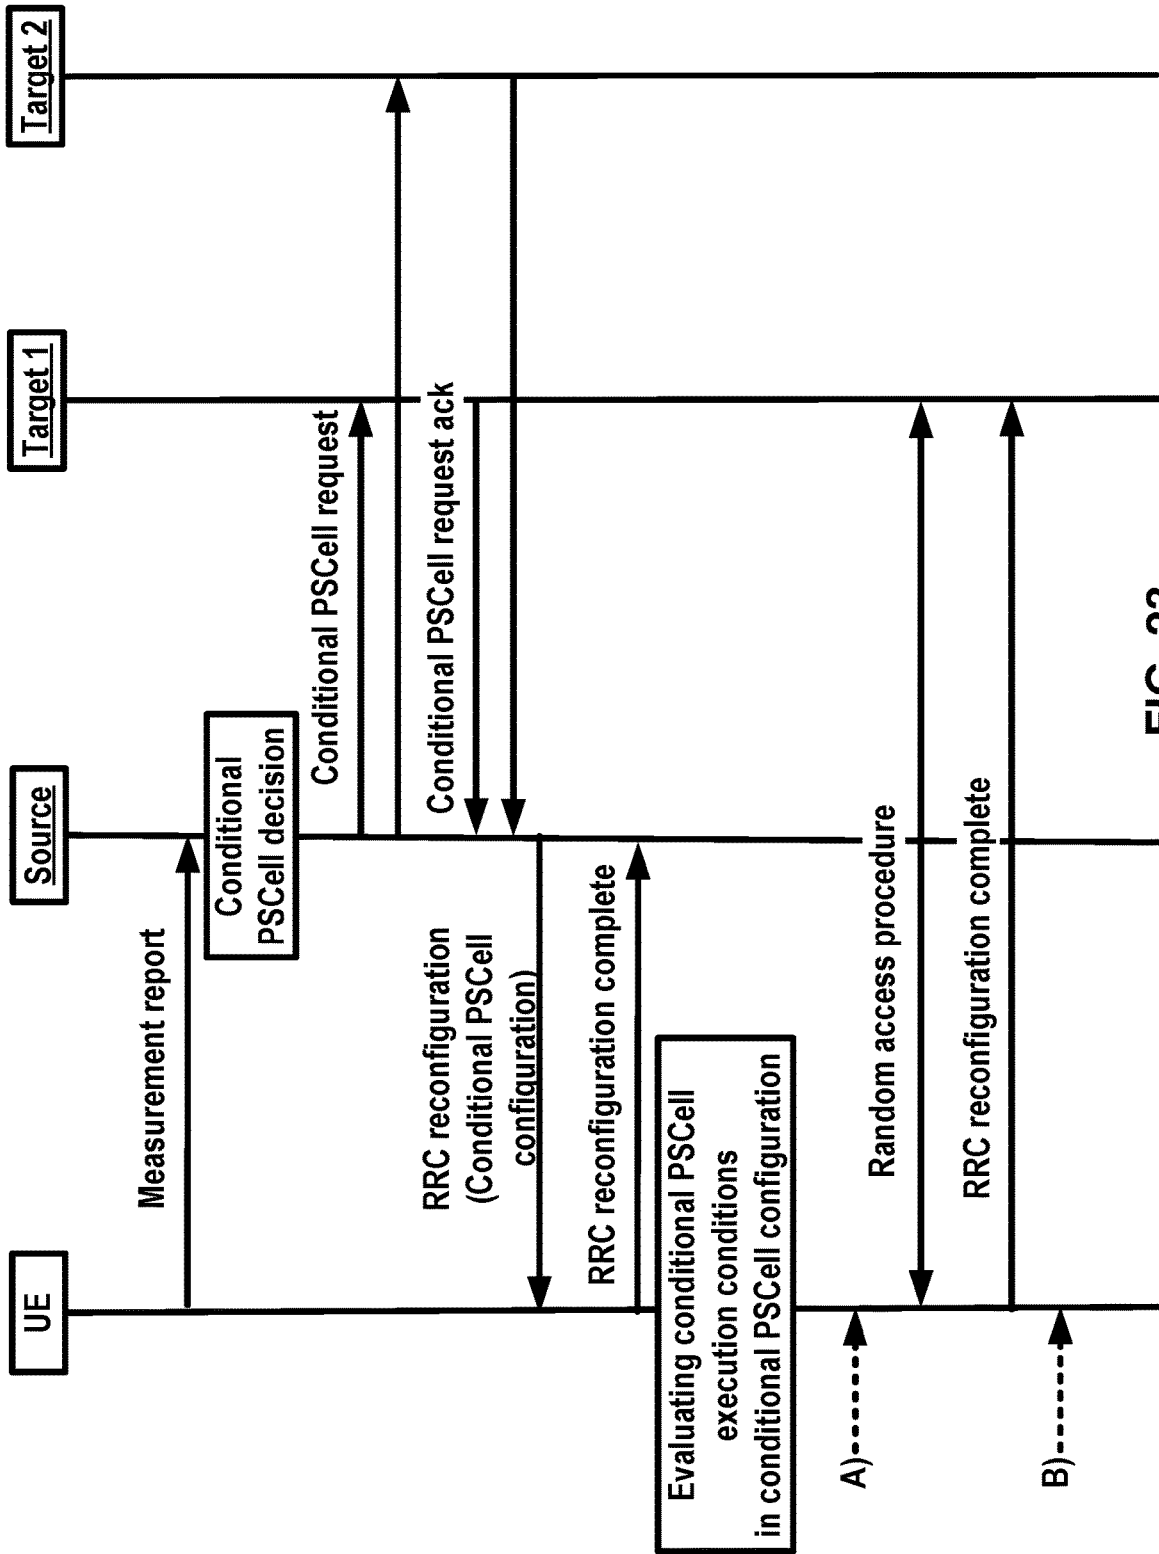 UE
Source
Target 1
Target 2
Measurement report
Conditional
PSCell decision
Conditional PSCell request
Conditional PSCell request ack
RRC reconfiguration
(Conditional PSCell
configuration)
RRC reconfiguration complete
Evaluating conditional PSCell
execution conditions
in conditional PSCell configuration
A)
Random access procedure
RRC reconfiguration complete
B)